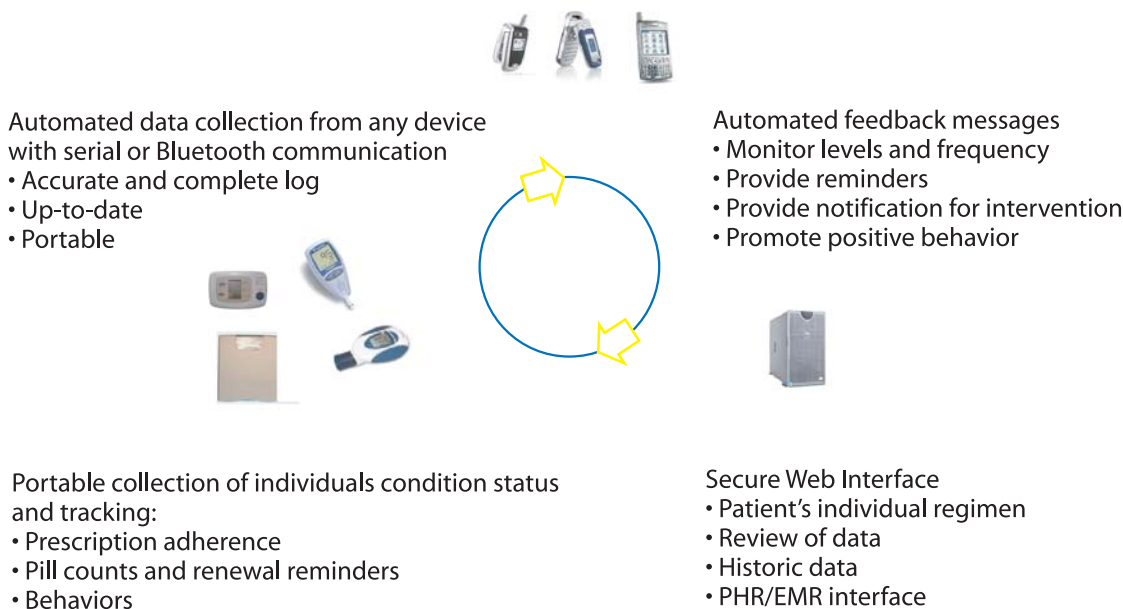 Automated data collection from any device
with serial or Bluetooth communication
• Accurate and complete log
• Up-to-date
• Portable
Automated feedback messages
• Monitor levels and frequency
• Provide reminders
• Provide notification for intervention
• Promote positive behavior
Portable collection of individuals condition status
and tracking:
• Prescription adherence
• Pill counts and renewal reminders
• Behaviors
Secure Web Interface
• Patient's individual regimen
• Review of data
• Historic data
• PHR/EMR interface